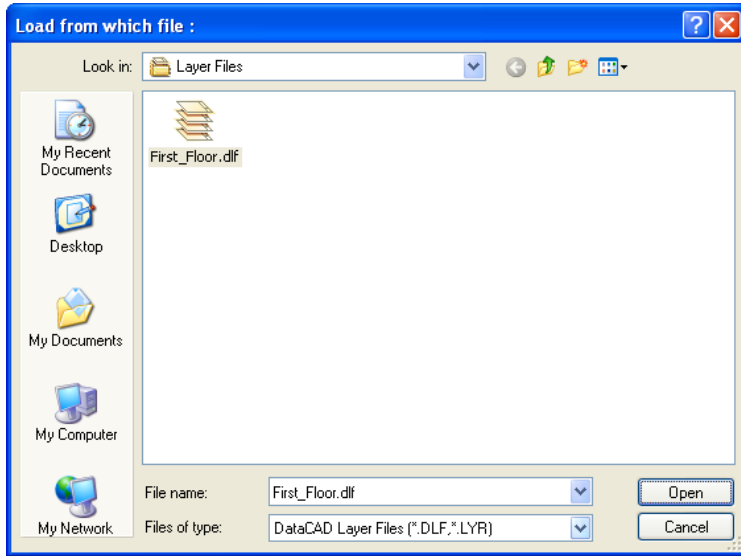 Load from which file :
Look in: Layer Files
First_Floor.dlf
My Recent
Documents
Desktop
My Documents
My Computer
My Network
File name: First_Floor.dlf Open
Files of type: DataCAD Layer Files (*.DLF,*.LYR) Cancel